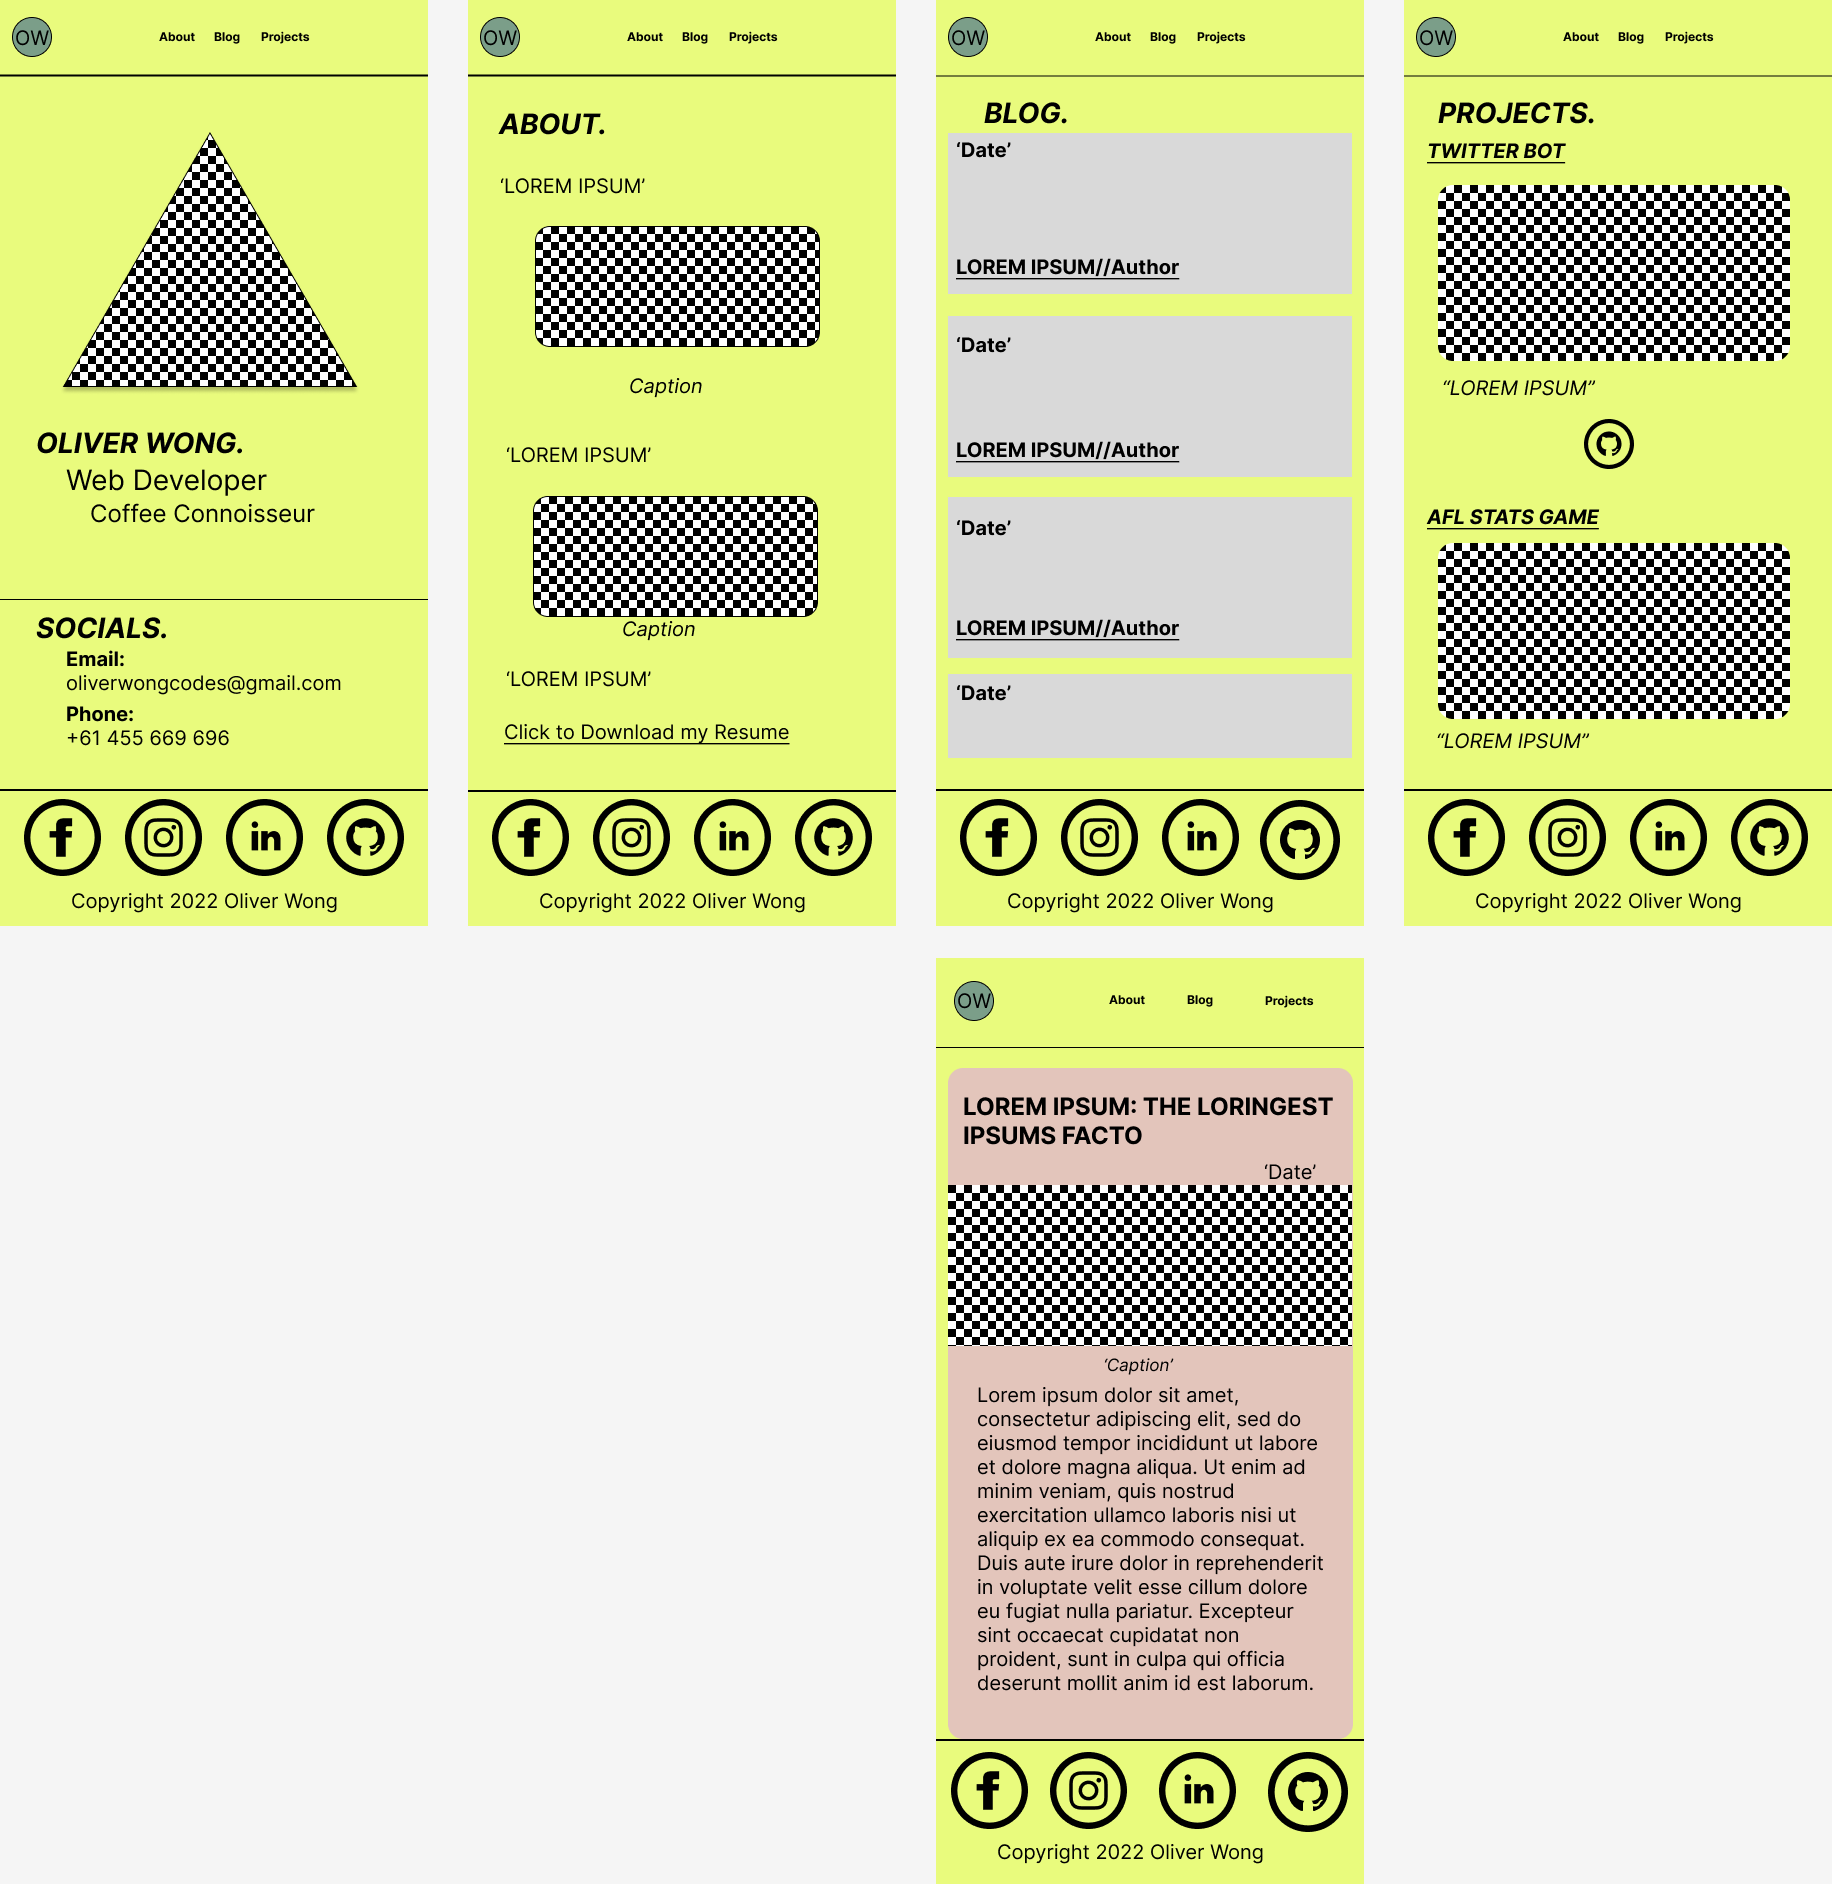 OW
About Blog Projects
OLIVER WONG.
Web Developer
Coffee Connoisseur
SOCIALS.
Email:
oliverwongcodes@gmail.com
Phone:
+61 455 669 696
f
in
Copyright 2022 Oliver Wong
OW
About Blog Projects
ABOUT.
‘LOREM IPSUM’
Caption
‘LOREM IPSUM’
Caption
‘LOREM IPSUM’
Click to Download my Resume
f
in
Copyright 2022 Oliver Wong
OW
About Blog Projects
BLOG.
‘Date’
LOREM IPSUM//Author
‘Date’
LOREM IPSUM//Author
‘Date’
LOREM IPSUM//Author
‘Date’
f
in
Copyright 2022 Oliver Wong
OW
About Blog Projects
PROJECTS.
TWITTER BOT
“LOREM IPSUM”
AFL STATS GAME
“LOREM IPSUM”
f
in
Copyright 2022 Oliver Wong
OW
About Blog Projects
LOREM IPSUM: THE LORINGEST
IPSUMS FACTO
‘Date’
‘Caption’
Lorem ipsum dolor sit amet,
consectetur adipiscing elit, sed do
eiusmod tempor incididunt ut labore
et dolore magna aliqua. Ut enim ad
minim veniam, quis nostrud
exercitation ullamco laboris nisi ut
aliquip ex ea commodo consequat.
Duis aute irure dolor in reprehenderit
in voluptate velit esse cillum dolore
eu fugiat nulla pariatur. Excepteur
sint occaecat cupidatat non
proident, sunt in culpa qui officia
deserunt mollit anim id est laborum.
f
in
Copyright 2022 Oliver Wong